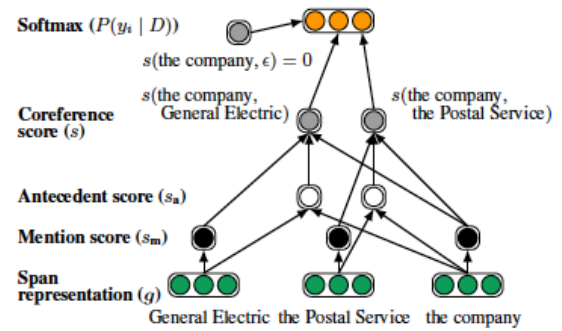 Softmax (P(y_i | D))
s(the company, ϵ) = 0
s(the company,
General Electric)
s(the company,
the Postal Service)
Coreference
score (s)
Antecedent score (s_a)
Mention score (s_m)
Span
representation (g)
General Electric the Postal Service the company